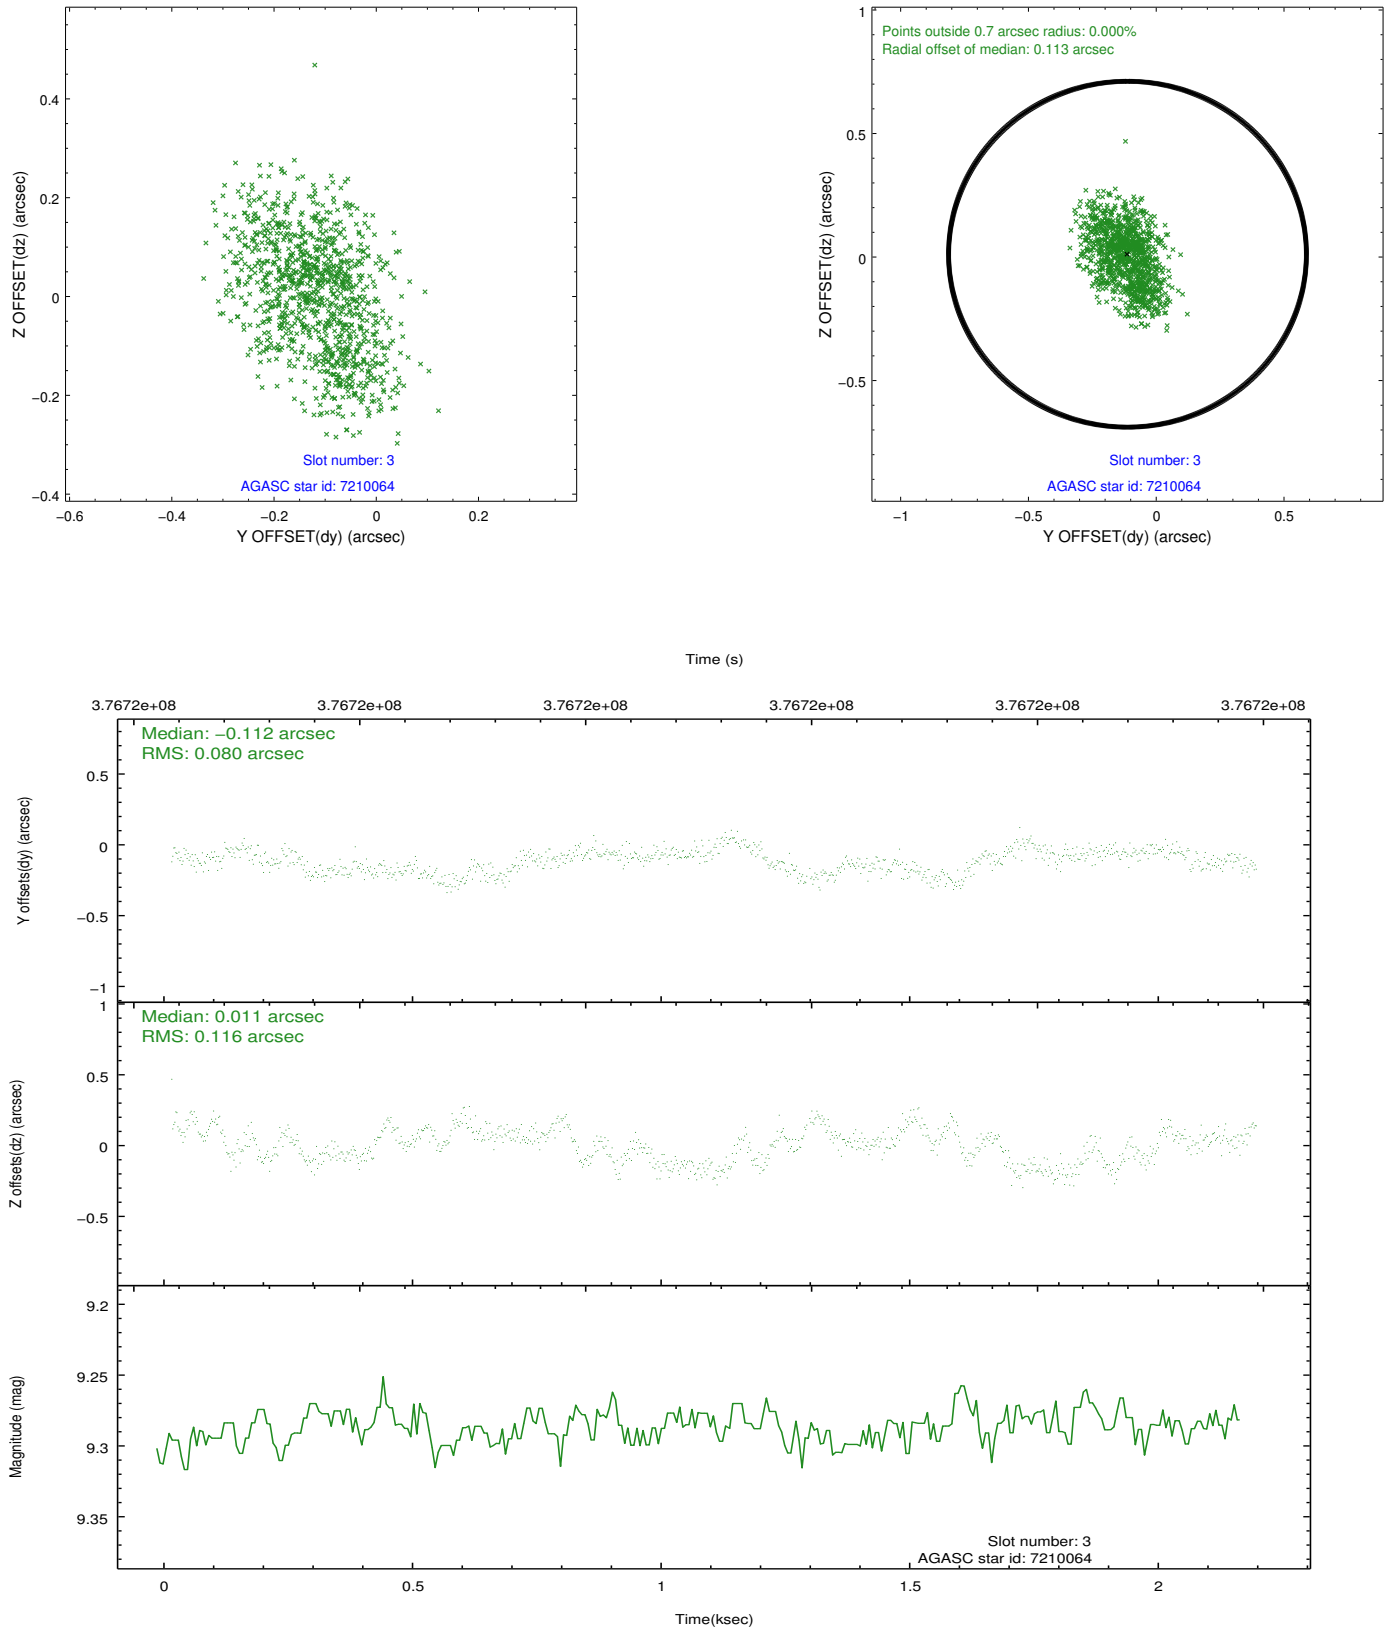 0.4
0.2
0
−0.2
−0.4
Z OFFSET(dz) (arcsec)
−0.6
−0.4
−0.2
0
0.2
Y OFFSET(dy) (arcsec)
Slot number: 3
AGASC star id: 7210064
1
0.5
0
−0.5
Z OFFSET(dz) (arcsec)
Points outside 0.7 arcsec radius: 0.000%
Radial offset of median: 0.113 arcsec
Slot number: 3
AGASC star id: 7210064
−1
−0.5
0
0.5
Y OFFSET(dy) (arcsec)
Time (s)
3.7672e+08
3.7672e+08
3.7672e+08
3.7672e+08
3.7672e+08
3.7672e+08
Median: −0.112 arcsec
RMS: 0.080 arcsec
0.5
0
−0.5
−1
Y offsets(dy) (arcsec)
Median: 0.011 arcsec
RMS: 0.116 arcsec
1
0.5
0
−0.5
Z offsets(dz) (arcsec)
9.2
9.25
9.3
9.35
Magnitude (mag)
Slot number: 3
AGASC star id: 7210064
0
0.5
1
1.5
2
Time(ksec)